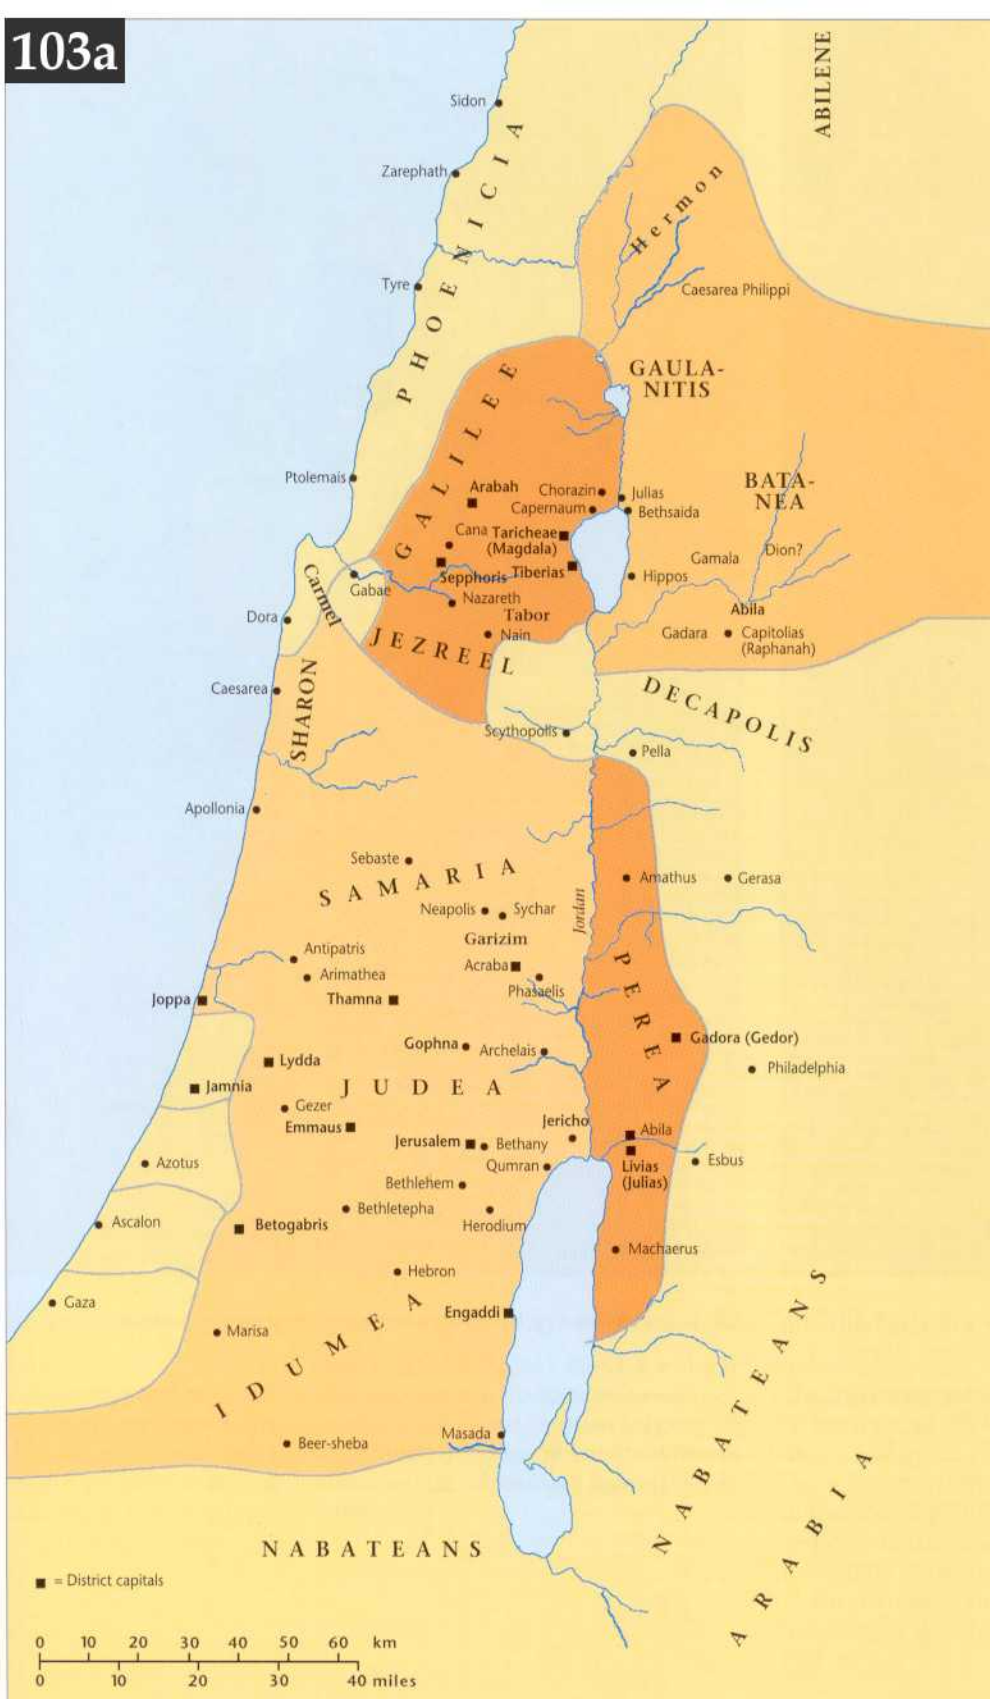 103a
ABILENE
Sidon
PHOENICIA
Zarephath
Hermon
Tyre
Caesarea Philippi
GAULA-
NITIS
GALILEE
Ptolemais
Arabah
Chorazin
Julias
BATA-
NEA
Capernaum
Bethsaida
Cana
Taricheae
(Magdala)
Dion?
Gamala
Carmel
Sepphoris
Tiberias
Hippos
Gabae
Nazareth
Abila
Dora
Tabor
Nain
Gadara
Capitolias
(Raphanah)
JEZREEL
Caesarea
SHARON
DECAPOLIS
Scythopolis
Pella
Apollonia
Sebaste
SAMARIA
Amathus
Gerasa
Neapolis
Sychar
Jordan
Garizim
Antipatris
Acraba
Arimathea
Phasaelis
PEREA
Joppa
Thamna
Gadora (Gedor)
Gophna
Archelais
Lydda
Philadelphia
Jamnia
JUDEA
Gezer
Emmaus
Jericho
Abila
Jerusalem
Bethany
Azotus
Qumran
Livias
(Julias)
Esbus
Bethlehem
Ascalon
Betogabris
Bethletepha
Herodium
Machaerus
Hebron
Gaza
Engaddi
Marisa
IDUMEA
NABATEANS
Beer-sheba
Masada
ARABIA
NABATEANS
= District capitals
0 10 20 30 40 50 60 km
0 10 20 30 40 miles